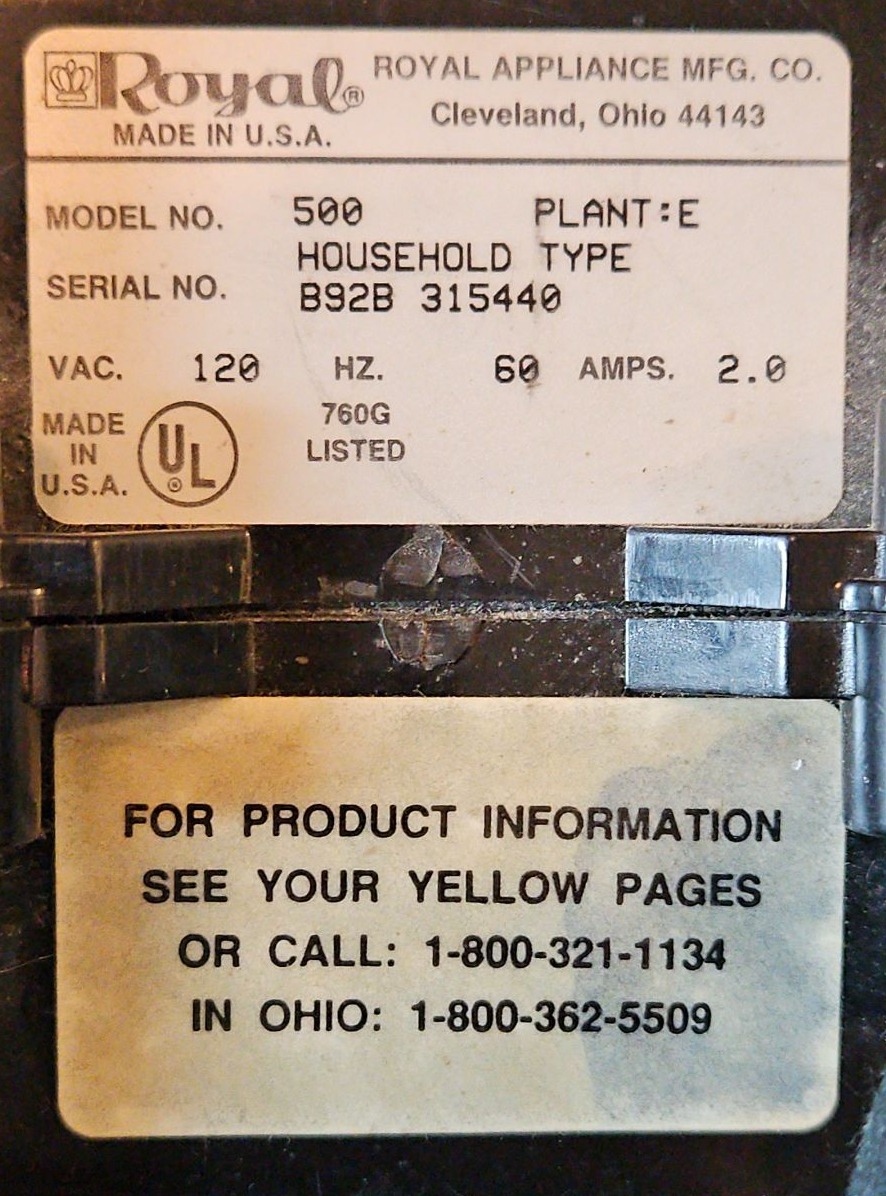 Royal®
ROYAL APPLIANCE MFG. CO.
MADE IN U.S.A.
Cleveland, Ohio 44143
MODEL NO. 500 PLANT:E
HOUSEHOLD TYPE
SERIAL NO. B92B 315440
VAC. 120 HZ. 60 AMPS. 2.0
MADE
IN
U.S.A.
UL®
760G
LISTED
FOR PRODUCT INFORMATION
SEE YOUR YELLOW PAGES
OR CALL: 1-800-321-1134
IN OHIO: 1-800-362-5509